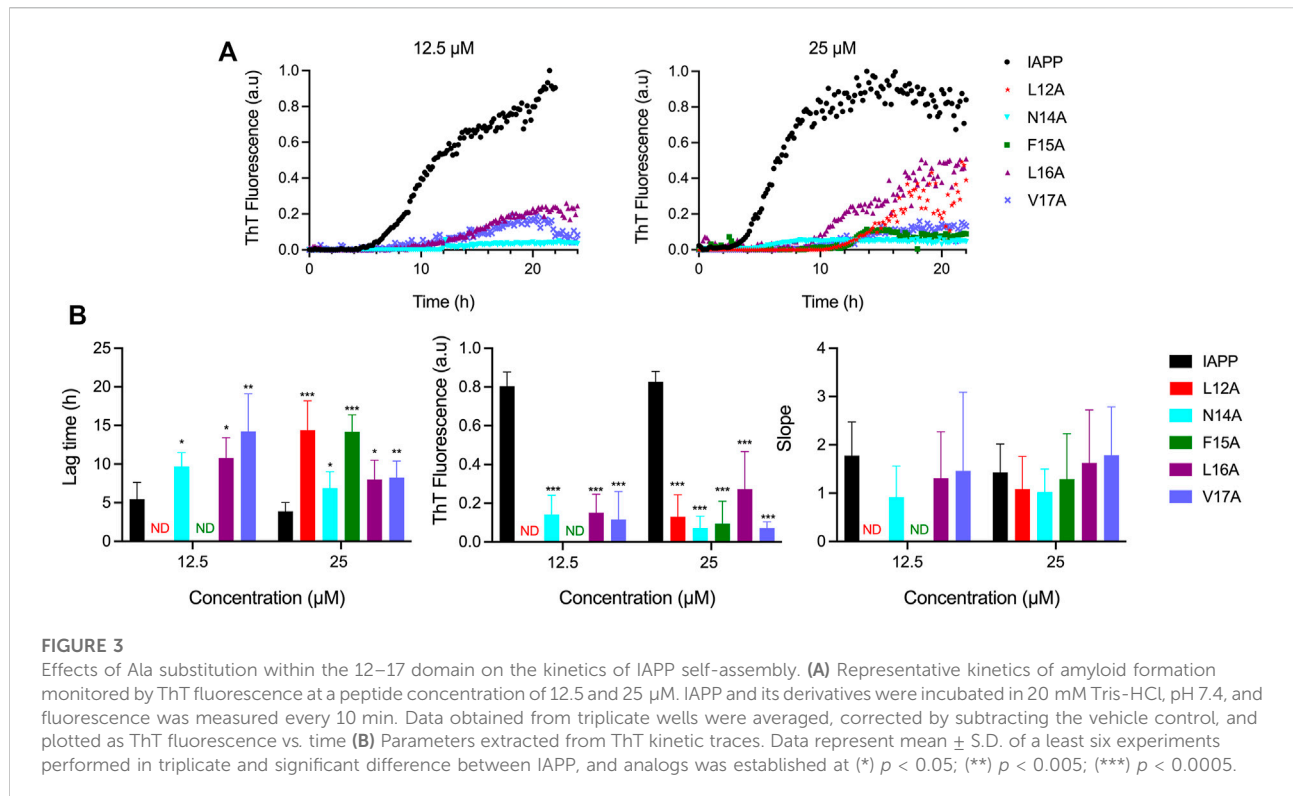 A
12.5 µM
25 µM
ThT Fluorescence (a.u)
1.0
0.8
0.6
0.4
0.2
0.0
0
10
20
Time (h)
ThT Fluorescence (a.u)
1.0
0.8
0.6
0.4
0.2
0.0
0
10
20
Time (h)
IAPP
L12A
N14A
F15A
L16A
V17A
B
Lag time (h)
25
20
15
10
5
0
ND
*
ND
*
**
***
*
***
*
**
12.5
25
Concentration (µM)
ThT Fluorescence (a.u)
1.0
0.8
0.6
0.4
0.2
0.0
ND
***
ND
***
***
***
***
***
***
***
12.5
25
Concentration (µM)
Slope
4
3
2
1
0
ND
ND
12.5
25
Concentration (µM)
IAPP
L12A
N14A
F15A
L16A
V17A
FIGURE 3
Effects of Ala substitution within the 12–17 domain on the kinetics of IAPP self-assembly. (A) Representative kinetics of amyloid formation
monitored by ThT fluorescence at a peptide concentration of 12.5 and 25 µM. IAPP and its derivatives were incubated in 20 mM Tris-HCl, pH 7.4, and
fluorescence was measured every 10 min. Data obtained from triplicate wells were averaged, corrected by subtracting the vehicle control, and
plotted as ThT fluorescence vs. time (B) Parameters extracted from ThT kinetic traces. Data represent mean ± S.D. of a least six experiments
performed in triplicate and significant difference between IAPP, and analogs was established at (*) p < 0.05; (**) p < 0.005; (***) p < 0.0005.